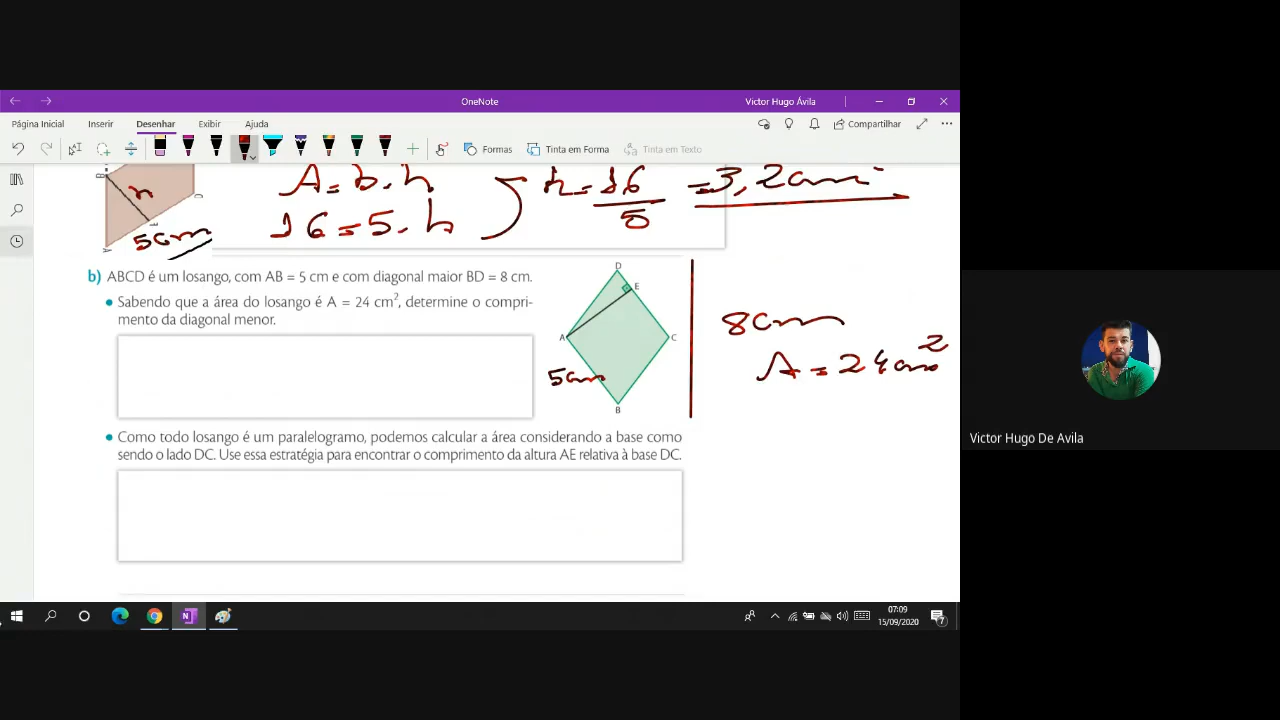 OneNote
Victor Hugo Ávila
Página Inicial Inserir Desenhar Exibir Ajuda
Compartilhar
Formas Tinta em Forma Tinta em Texto
A = b. h
16 = 5. h
h = 16
5
= 3,2cm
h
5cm
b) ABCD é um losango, com AB = 5 cm e com diagonal maior BD = 8 cm.
• Sabendo que a área do losango é A = 24 cm², determine o compri-
mento da diagonal menor.
D
E
A
C
B
5cm
8cm
A = 24cm²
• Como todo losango é um paralelogramo, podemos calcular a área considerando a base como
sendo o lado DC. Use essa estratégia para encontrar o comprimento da altura AE relativa à base DC.
Victor Hugo De Avila
07:09
15/09/2020
7